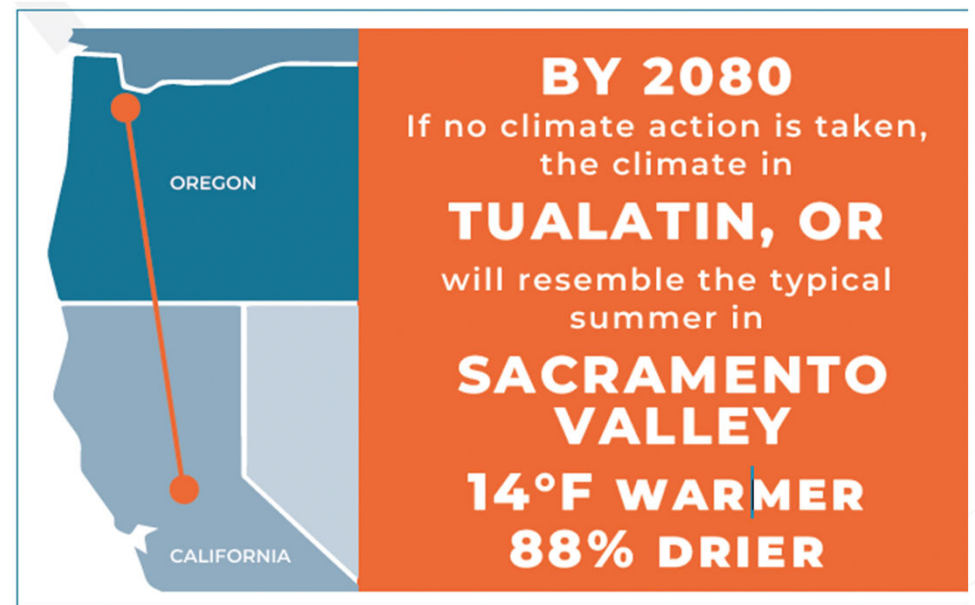 OREGON
CALIFORNIA
BY 2080
If no climate action is taken,
the climate in
TUALATIN, OR
will resemble the typical
summer in
SACRAMENTO
VALLEY
14°F WARMER
88% DRIER